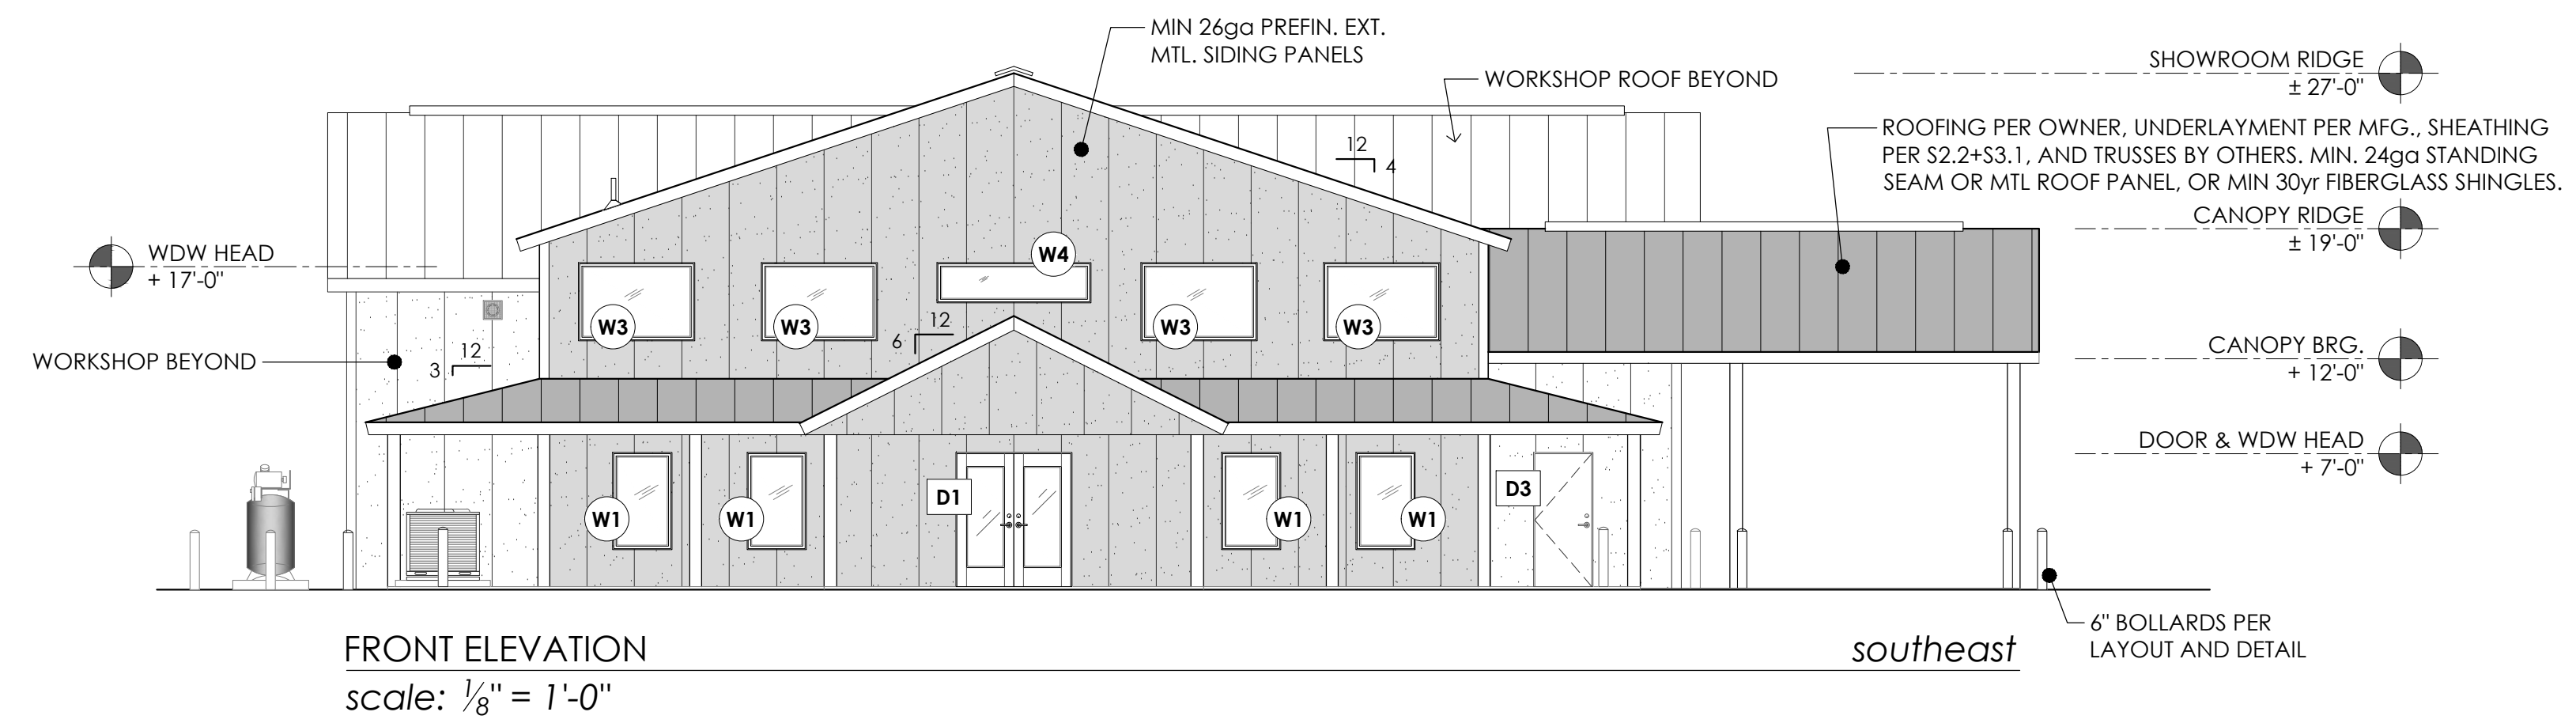 MIN 26ga PREFIN. EXT.
MTL. SIDING PANELS
WORKSHOP ROOF BEYOND
SHOWROOM RIDGE
± 27'-0"
ROOFING PER OWNER, UNDERLAYMENT PER MFG., SHEATHING
PER S2.2+S3.1, AND TRUSSES BY OTHERS. MIN. 24ga STANDING
SEAM OR MTL ROOF PANEL, OR MIN 30yr FIBERGLASS SHINGLES.
12
4
CANOPY RIDGE
± 19'-0"
WDW HEAD
+ 17'-0"
W4
W3
W3
W3
W3
12
6
WORKSHOP BEYOND
12
3
CANOPY BRG.
+ 12'-0"
DOOR & WDW HEAD
+ 7'-0"
D1
D3
W1
W1
W1
W1
6" BOLLARDS PER
LAYOUT AND DETAIL
FRONT ELEVATION
southeast
scale: ⅛" = 1'-0"